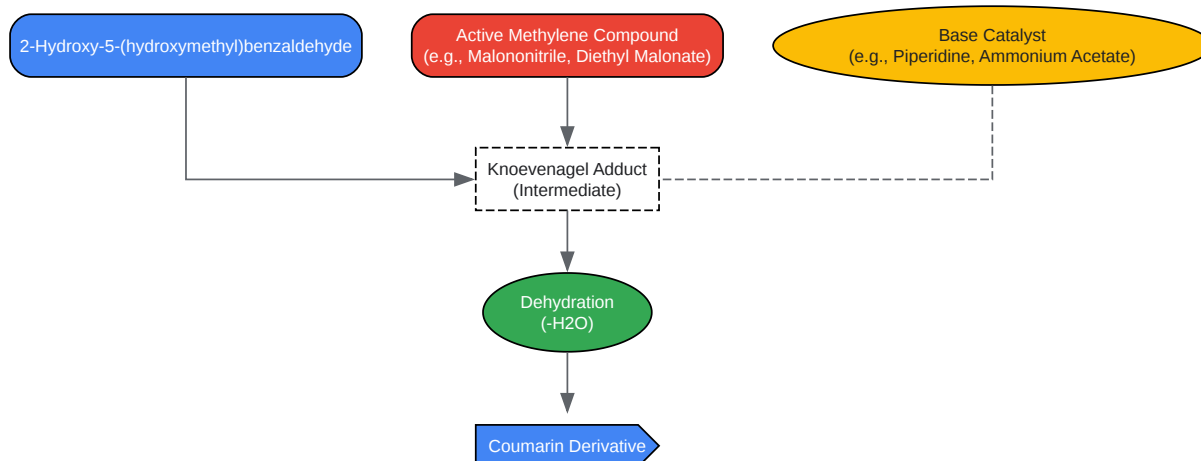 2-Hydroxy-5-(hydroxymethyl)benzaldehyde
Active Methylene Compound
(e.g., Malononitrile, Diethyl Malonate)
Base Catalyst
(e.g., Piperidine, Ammonium Acetate)
Knoevenagel Adduct
(Intermediate)
Dehydration
(-H2O)
Coumarin Derivative